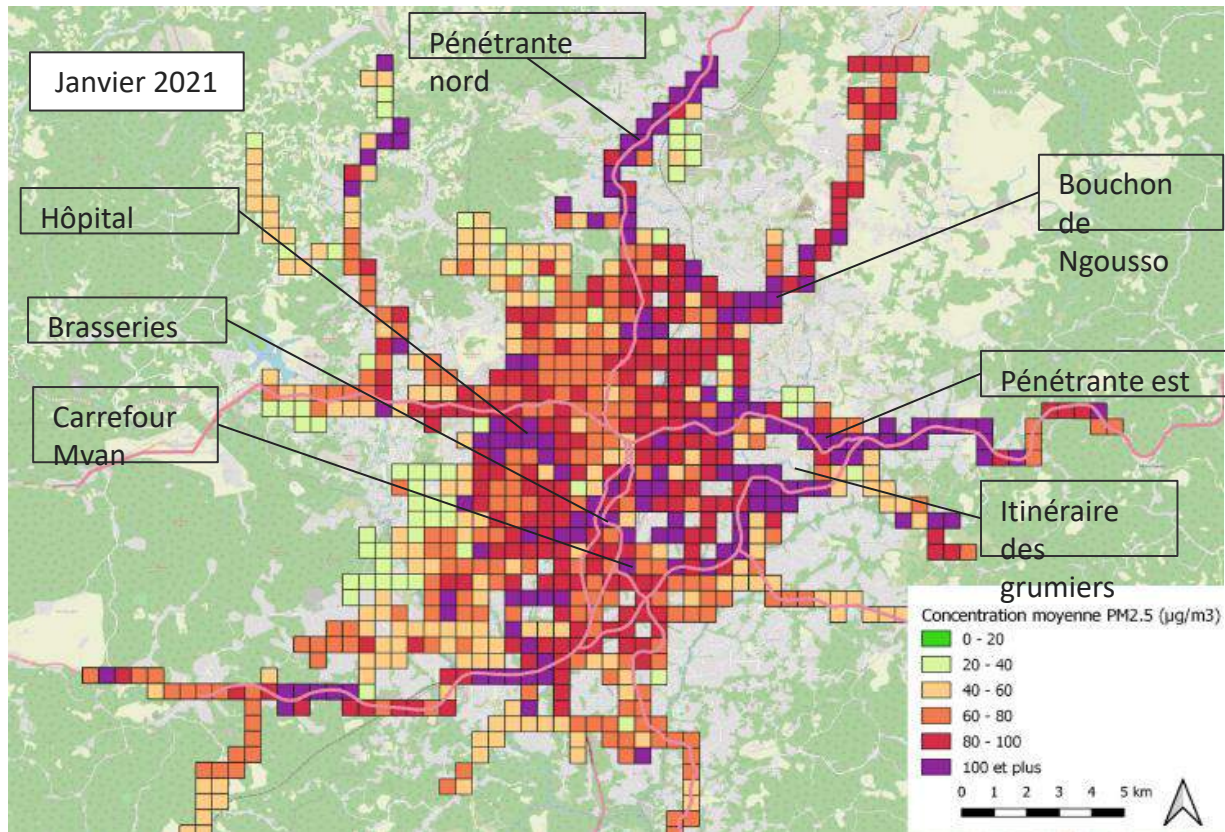 Janvier 2021
Pénétrante
nord
Hôpital
Bouchon
de
Ngousso
Brasseries
Pénétrante est
Carrefour
Mvan
Itinéraire
des
grumiers
Concentration moyenne PM2.5 (µg/m3)
0 - 20
20 - 40
40 - 60
60 - 80
80 - 100
100 et plus
0 1 2 3 4 5 km